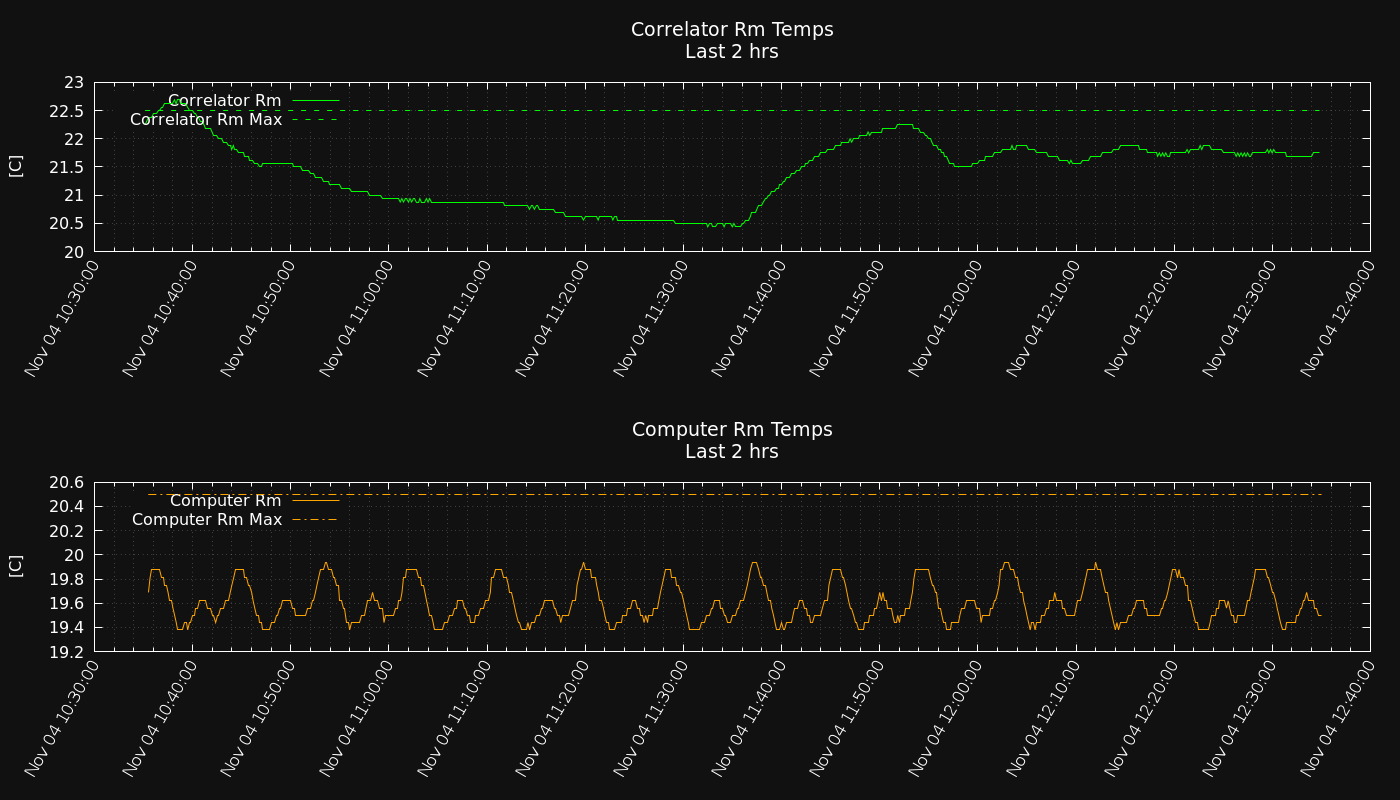 Correlator Rm Temps
Last 2 hrs
23
22.5
22
21.5
21
20.5
20
[C]
Correlator Rm
Correlator Rm Max
Nov 04 10:30:00
Nov 04 10:40:00
Nov 04 10:50:00
Nov 04 11:00:00
Nov 04 11:10:00
Nov 04 11:20:00
Nov 04 11:30:00
Nov 04 11:40:00
Nov 04 11:50:00
Nov 04 12:00:00
Nov 04 12:10:00
Nov 04 12:20:00
Nov 04 12:30:00
Nov 04 12:40:00
Computer Rm Temps
Last 2 hrs
20.6
20.4
20.2
20
19.8
19.6
19.4
19.2
[C]
Computer Rm
Computer Rm Max
Nov 04 10:30:00
Nov 04 10:40:00
Nov 04 10:50:00
Nov 04 11:00:00
Nov 04 11:10:00
Nov 04 11:20:00
Nov 04 11:30:00
Nov 04 11:40:00
Nov 04 11:50:00
Nov 04 12:00:00
Nov 04 12:10:00
Nov 04 12:20:00
Nov 04 12:30:00
Nov 04 12:40:00